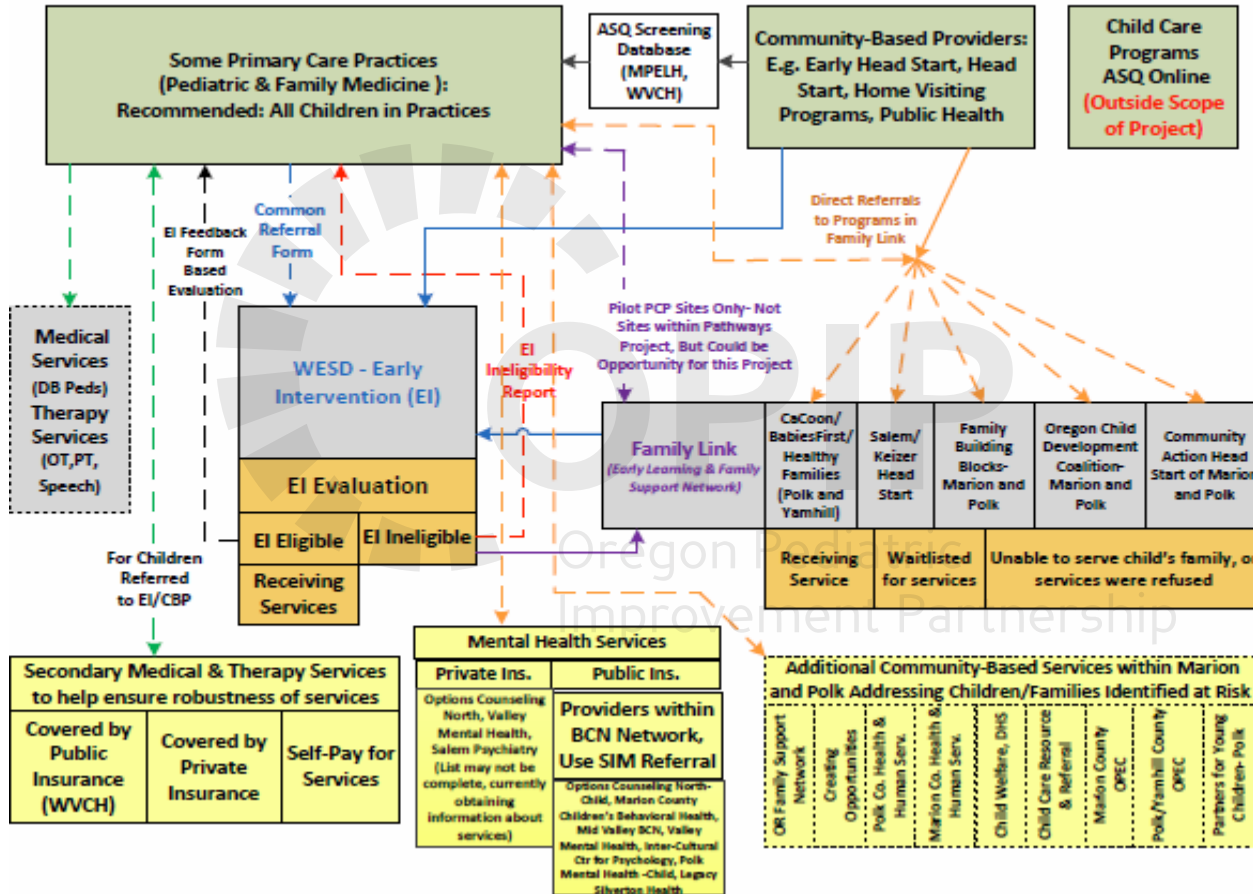 Some Primary Care Practices
(Pediatric & Family Medicine ):
Recommended: All Children in Practices
ASQ Screening
Database
(MPELH,
WVCH)
Community-Based Providers:
E.g. Early Head Start, Head
Start, Home Visiting
Programs, Public Health
Child Care
Programs
ASQ Online
(Outside Scope
of Project)
EI Feedback
Form
Based
Evaluation
Common
Referral
Form
Direct Referrals
to Programs in
Family Link
Pilot PCP Sites Only- Not
Sites within Pathways
Project, But Could be
Opportunity for this Project
Medical
Services
(DB Peds)
Therapy
Services
(OT,PT,
Speech)
WESD - Early
Intervention (EI)
EI
Ineligibility
Report
OPIP
Oregon Pediatric
Improvement Partnership
EI Evaluation
EI Eligible
EI Ineligible
Receiving
Services
Family Link
(Early Learning & Family
Support Network)
CaCoon/
BabiesFirst/
Healthy
Families
(Polk and
Yamhill)
Salem/
Keizer
Head
Start
Family
Building
Blocks-
Marion and
Polk
Oregon Child
Development
Coalition-
Marion and
Polk
Community
Action Head
Start of Marion
and Polk
Receiving
Service
Waitlisted
for services
Unable to serve child's family, or
services were refused
For Children
Referred
to EI/CBP
Secondary Medical & Therapy Services
to help ensure robustness of services
Covered by
Public
Insurance
(WVCH)
Covered by
Private
Insurance
Self-Pay for
Services
Mental Health Services
Private Ins.
Public Ins.
Options Counseling
North, Valley
Mental Health,
Salem Psychiatry
(List may not be
complete, currently
obtaining
information about
services)
Providers within
BCN Network,
Use SIM Referral
Options Counseling North-
Child, Marion County
Children's Behavioral Health,
Mid Valley BCN, Valley
Mental Health, Inter-Cultural
Ctr for Psychology, Polk
Mental Health -Child, Legacy
Silverton Health
Additional Community-Based Services within Marion
and Polk Addressing Children/Families Identified at Risk
OR Family Support
Network
Creating
Opportunities
Polk Co. Health &
Human Serv.
Marion Co. Health &
Human Serv.
Child Welfare, DHS
Child Care Resource
& Referral
Marion County
OPEC
Polk/Yamhill County
OPEC
Partners for Young
Children- Polk